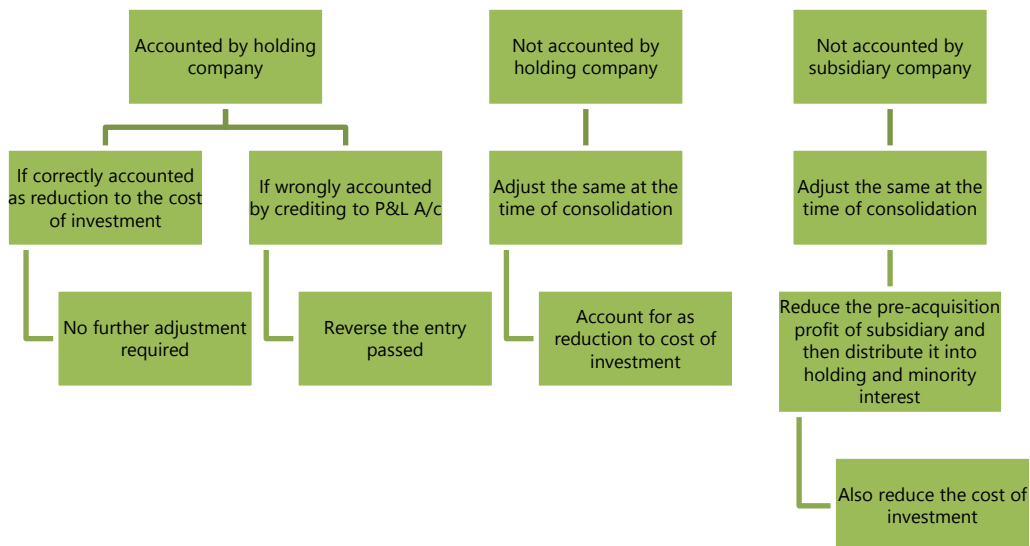 Accounted by holding
company
Not accounted by
holding company
Not accounted by
subsidiary company
If correctly accounted
as reduction to the cost
of investment
If wrongly accounted
by crediting to P&L A/c
Adjust the same at the
time of consolidation
Adjust the same at the
time of consolidation
No further adjustment
required
Reverse the entry
passed
Account for as
reduction to cost of
investment
Reduce the pre-acquisition
profit of subsidiary and
then distribute it into
holding and minority
interest
Also reduce the cost of
investment